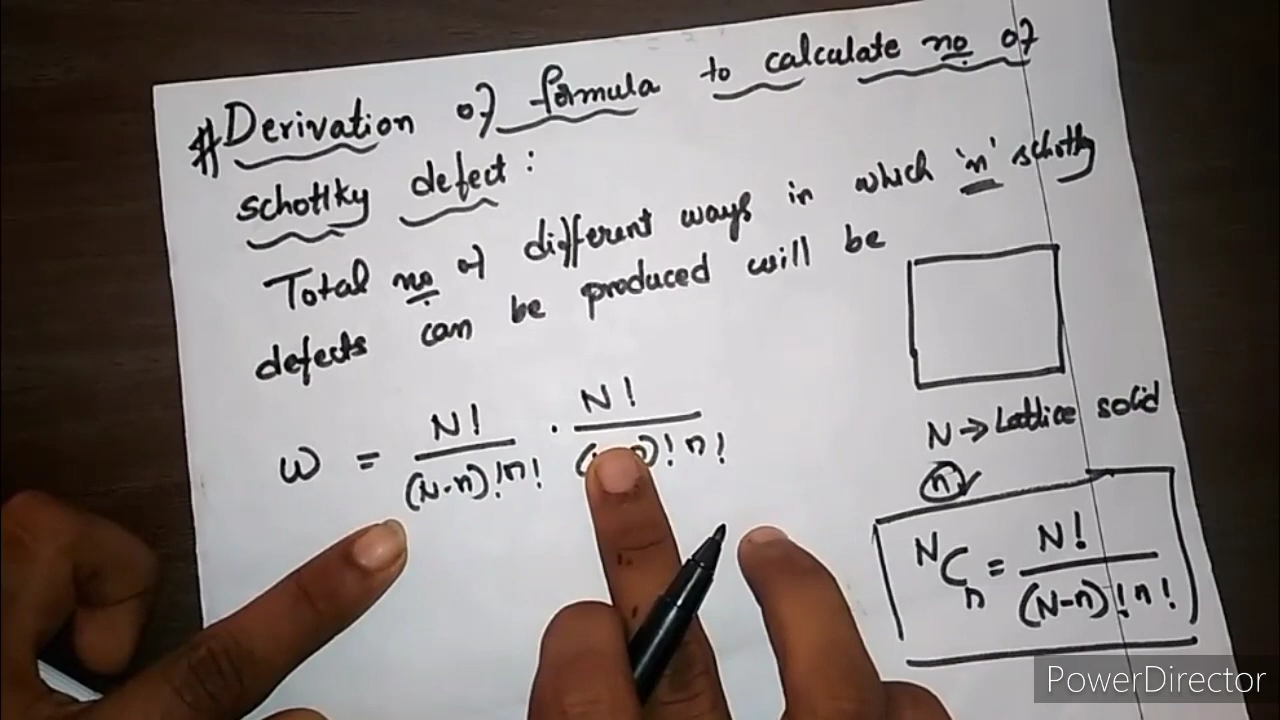 # Derivation of formula to calculate no of
schottky defect :
Total no of different ways in which 'n' schottky
defects can be produced will be
ω = N! / (N-n)! n! · N! / )! n!
N → Lattice solid
n
ᴺCₙ = N! / (N-n)! n!
PowerDirector